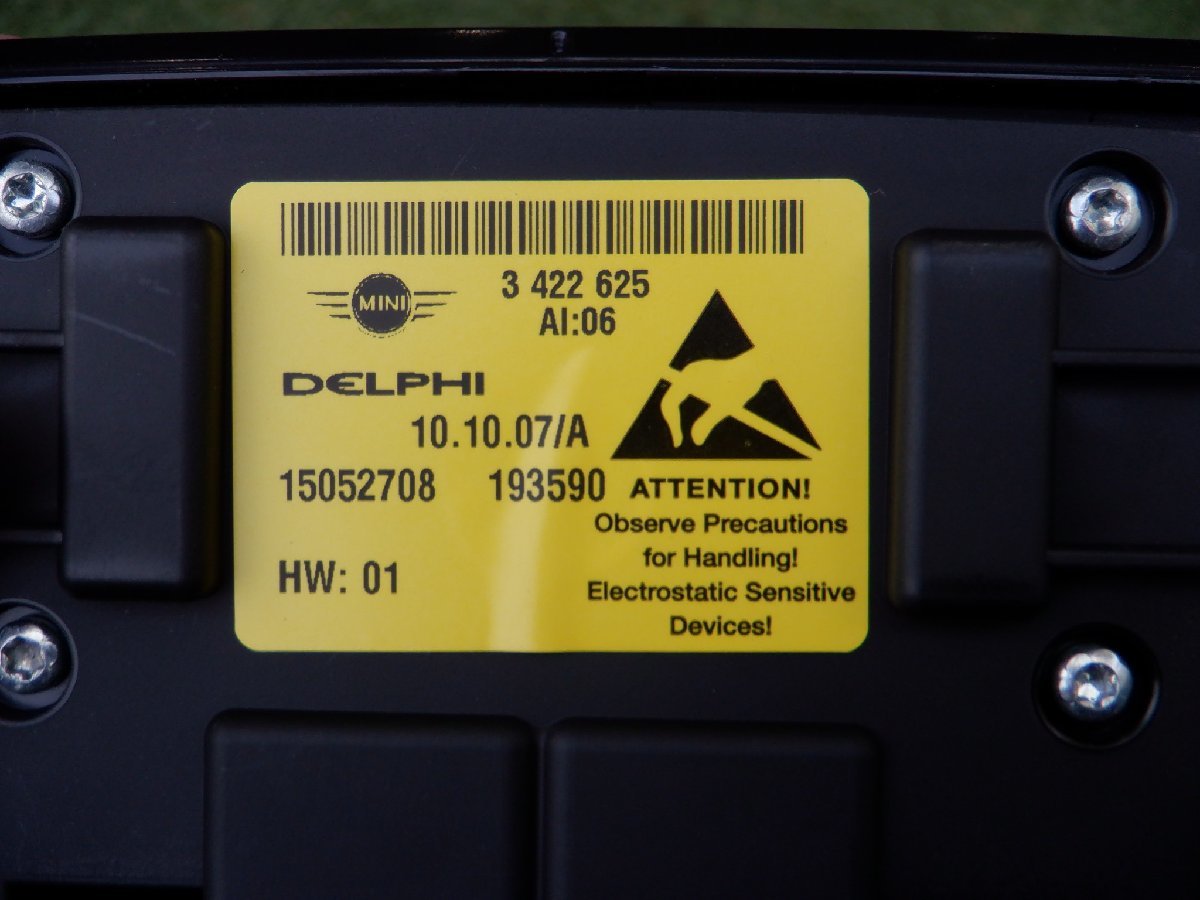 3 422 625
MINI
AI:06
DELPHI
10.10.07/A
15052708 193590
ATTENTION!
Observe Precautions
for Handling!
Electrostatic Sensitive
Devices!
HW: 01